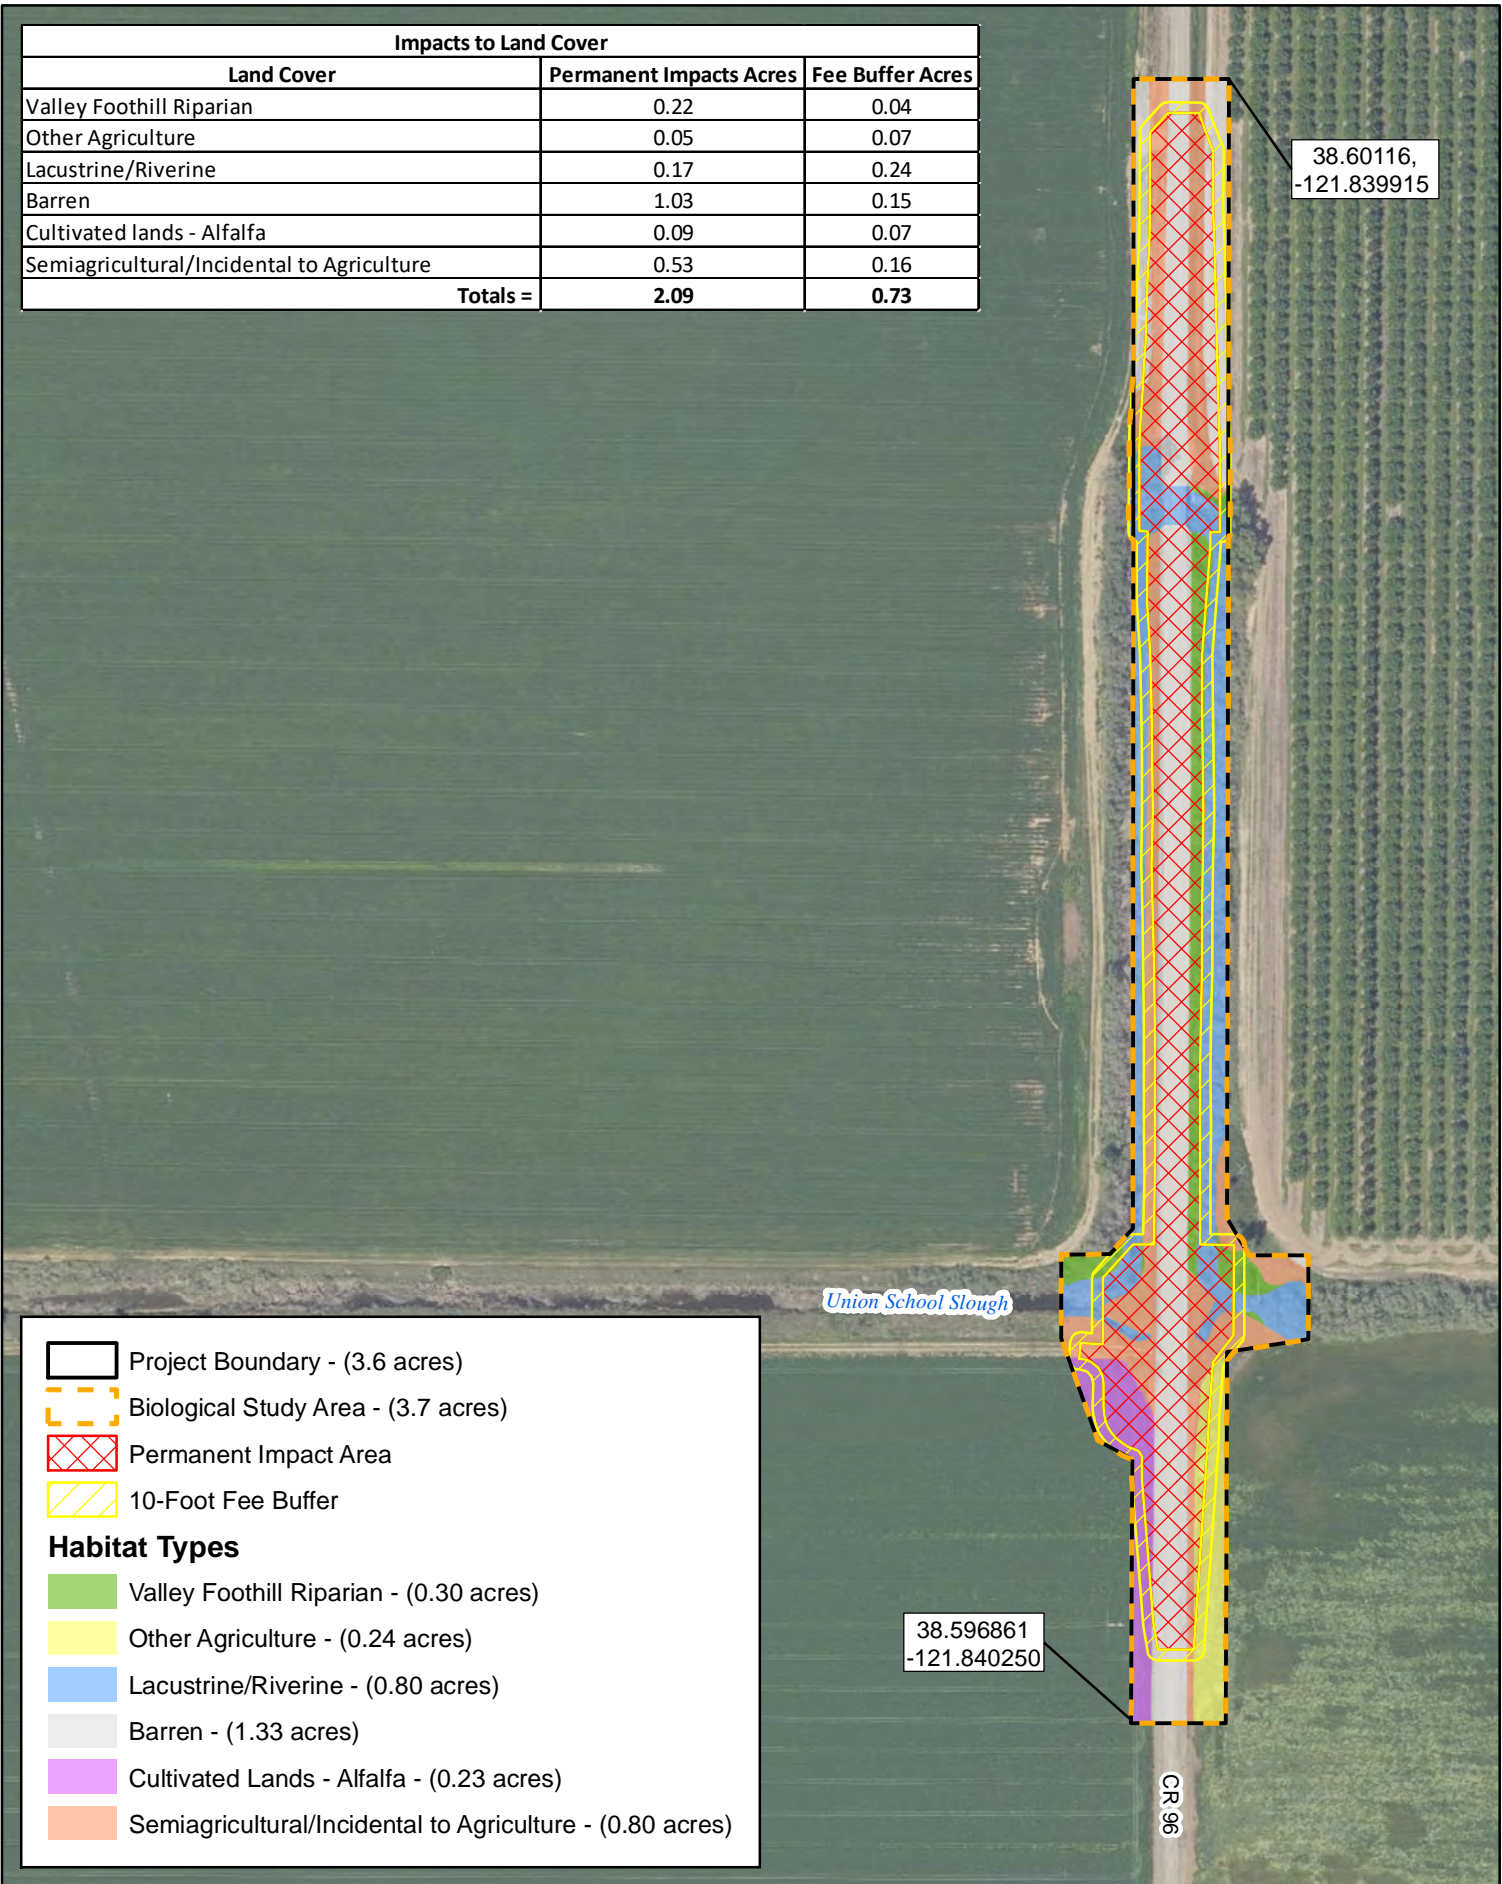 Impacts to Land Cover
Land Cover Permanent Impacts Acres Fee Buffer Acres
Valley Foothill Riparian 0.22 0.04
Other Agriculture 0.05 0.07
Lacustrine/Riverine 0.17 0.24
Barren 1.03 0.15
Cultivated lands - Alfalfa 0.09 0.07
Semiagricultural/Incidental to Agriculture 0.53 0.16
Totals = 2.09 0.73
38.60116,
-121.839915
Union School Slough
Project Boundary - (3.6 acres)
Biological Study Area - (3.7 acres)
Permanent Impact Area
10-Foot Fee Buffer
Habitat Types
Valley Foothill Riparian - (0.30 acres)
Other Agriculture - (0.24 acres)
Lacustrine/Riverine - (0.80 acres)
Barren - (1.33 acres)
Cultivated Lands - Alfalfa - (0.23 acres)
Semiagricultural/Incidental to Agriculture - (0.80 acres)
38.596861
-121.840250
CR 96